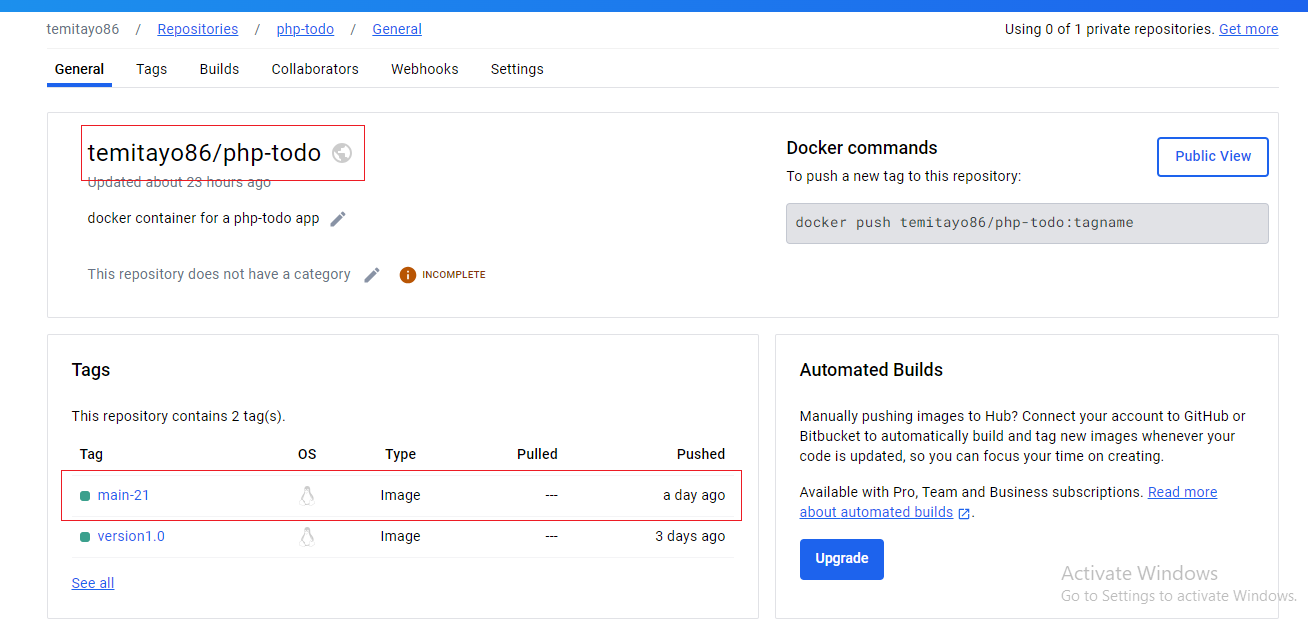 temitayo86 / Repositories / php-todo / General
Using 0 of 1 private repositories. Get more
General Tags Builds Collaborators Webhooks Settings
temitayo86/php-todo
Updated about 23 hours ago
docker container for a php-todo app
This repository does not have a category INCOMPLETE
Docker commands
Public View
To push a new tag to this repository:
docker push temitayo86/php-todo:tagname
Tags
This repository contains 2 tag(s).
Tag OS Type Pulled Pushed
main-21 Image --- a day ago
version1.0 Image --- 3 days ago
See all
Automated Builds
Manually pushing images to Hub? Connect your account to GitHub or
Bitbucket to automatically build and tag new images whenever your
code is updated, so you can focus your time on creating.
Available with Pro, Team and Business subscriptions. Read more
about automated builds .
Upgrade
Activate Windows
Go to Settings to activate Windows.